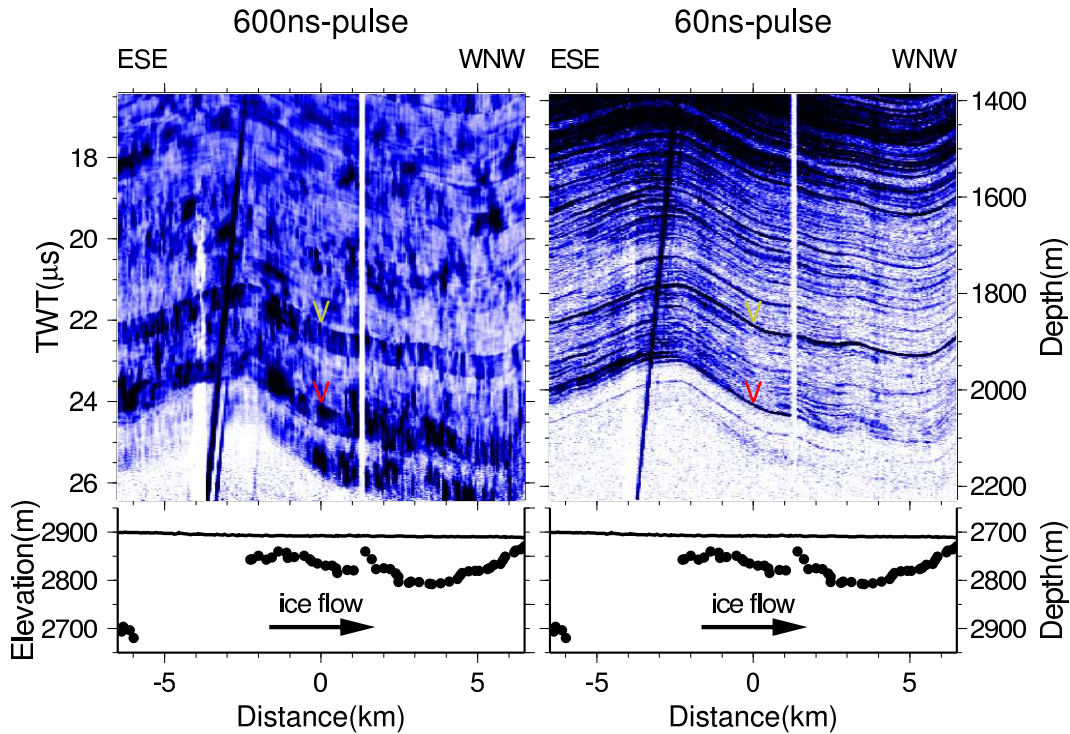 600ns-pulse 60ns-pulse
ESE WNW ESE WNW
1400
18
1600
20
TWT(μs)
1800
Depth(m)
V V
22
2000
V V
24
26
2200
Elevation(m)
2900 2700
2800 2800
Depth(m)
ice flow ice flow
2700 2900
-5 0 5 -5 0 5
Distance(km) Distance(km)